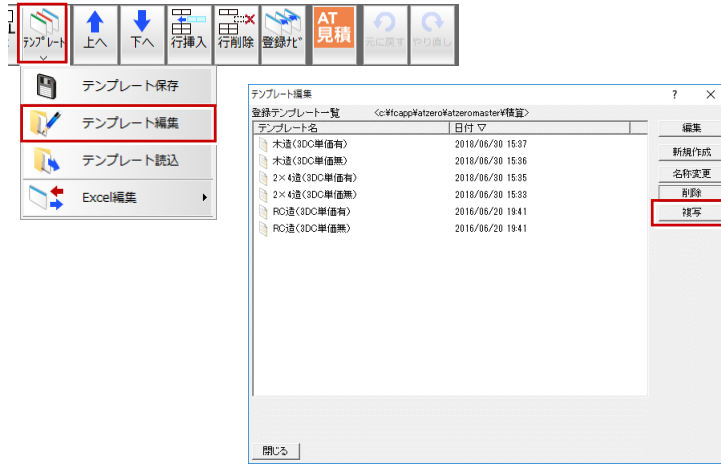 ﾃﾝﾌﾟﾚｰﾄ
上へ
下へ
行挿入
行削除
登録ﾅﾋﾞ
AT
見積
元に戻す
やり直し
テンプレート保存
テンプレート編集
テンプレート読込
Excel編集
テンプレート編集
? ×
登録テンプレート一覧 <c:¥fcapp¥atzero¥atzeromaster¥積算>
テンプレート名 日付 ▽
木造(3DC単価有) 2018/06/30 15:37
木造(3DC単価無) 2018/06/30 15:36
2×4造(3DC単価有) 2018/06/30 15:35
2×4造(3DC単価無) 2018/06/30 15:33
RC造(3DC単価有) 2016/06/20 19:41
RC造(3DC単価無) 2016/06/20 19:41
編集
新規作成
名称変更
削除
複写
閉じる